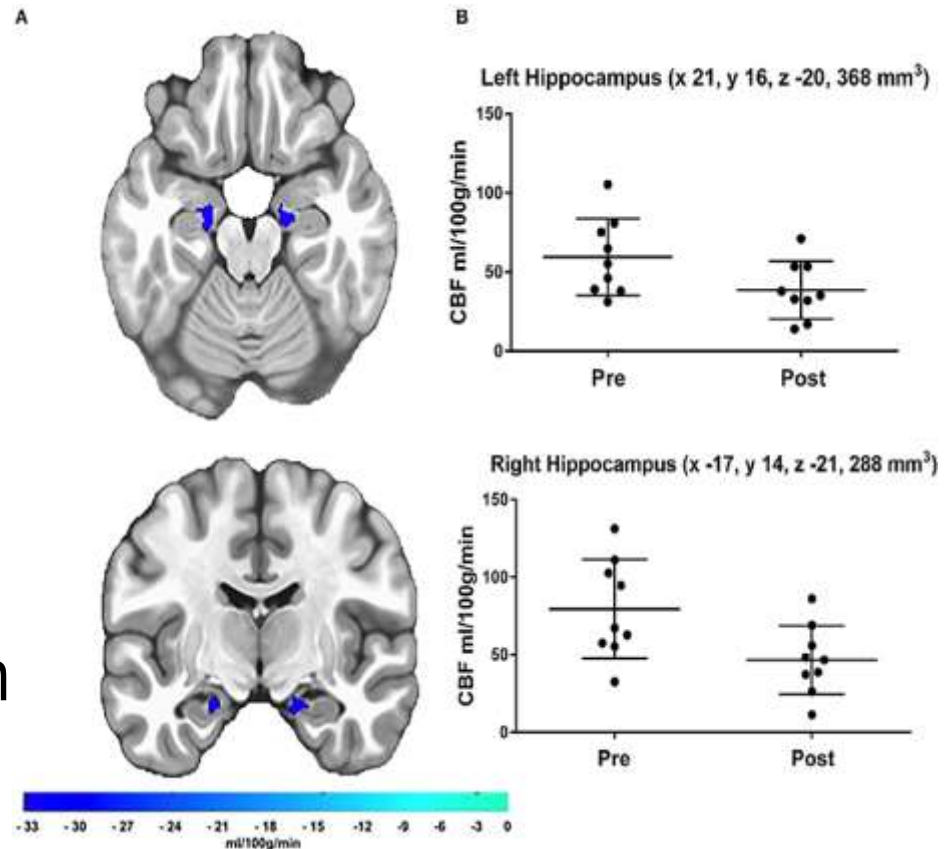 A
B
Left Hippocampus (x 21, y 16, z -20, 368 mm³)
150
100
50
0
CBF ml/100g/min
Pre Post
Right Hippocampus (x -17, y 14, z -21, 288 mm³)
150
100
50
0
CBF ml/100g/min
Pre Post
n
-33 -30 -27 -24 -21 -18 -15 -12 -9 -6 -3 0
ml/100g/min